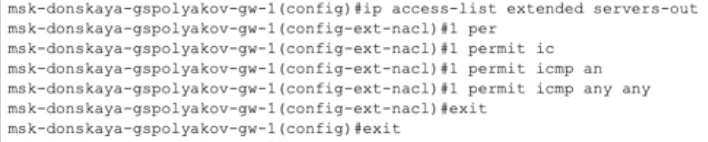 msk-donskaya-gspolyakov-gw-1(config)#ip access-list extended servers-out
msk-donskaya-gspolyakov-gw-1(config-ext-nacl)#1 per
msk-donskaya-gspolyakov-gw-1(config-ext-nacl)#1 permit ic
msk-donskaya-gspolyakov-gw-1(config-ext-nacl)#1 permit icmp an
msk-donskaya-gspolyakov-gw-1(config-ext-nacl)#1 permit icmp any any
msk-donskaya-gspolyakov-gw-1(config-ext-nacl)#exit
msk-donskaya-gspolyakov-gw-1(config)#exit